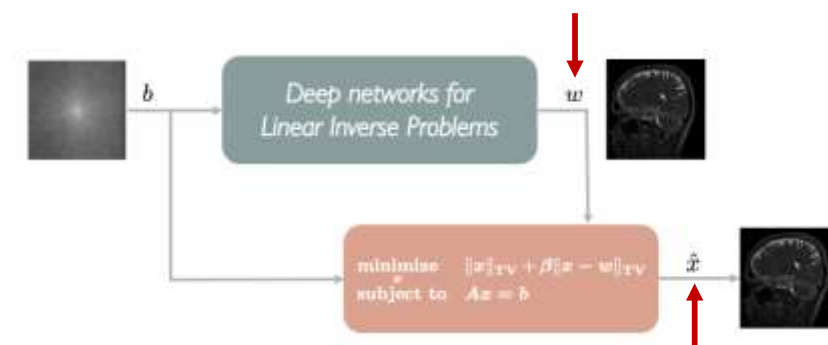 b
Deep networks for
Linear Inverse Problems
w
minimise x ‖x‖TV + β‖x − w‖TV
subject to Ax = b
x̂